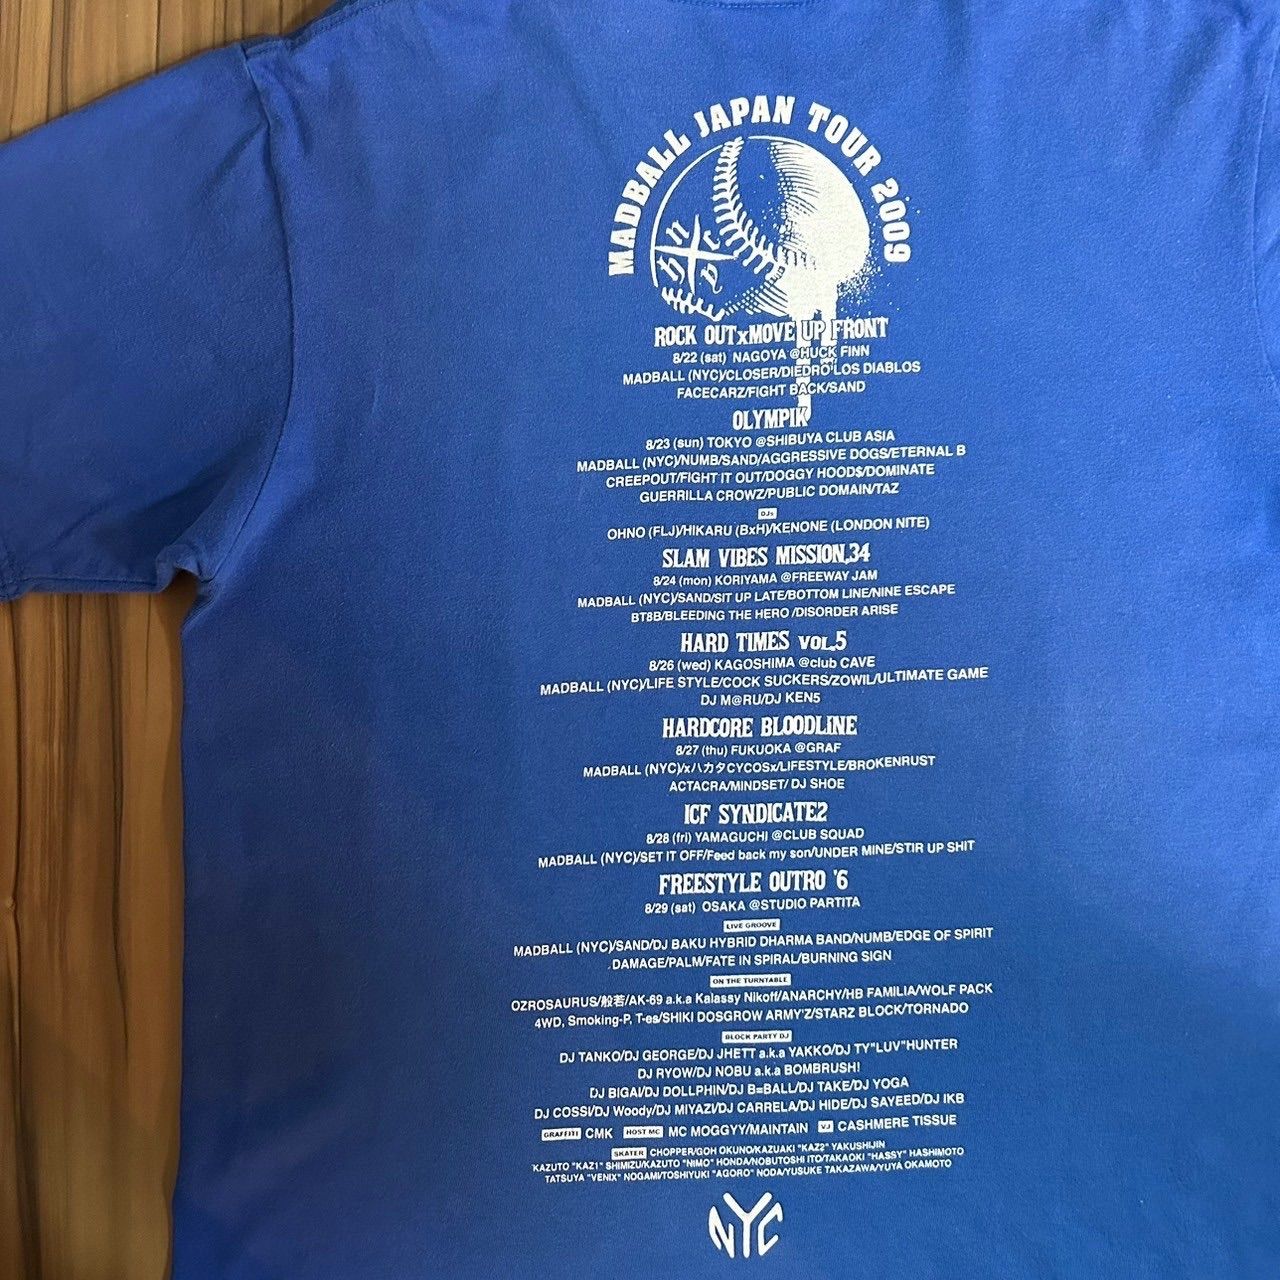 MADBALL JAPAN TOUR 2009
h n y c
ROCK OUTxMOVE UP FRONT
8/22 (sat) NAGOYA @HUCK FINN
MADBALL (NYC)/CLOSER/DIEDRO'LOS DIABLOS
FACECARZ/FIGHT BACK/SAND
OLYMPIK
8/23 (sun) TOKYO @SHIBUYA CLUB ASIA
MADBALL (NYC)/NUMB/SAND/AGGRESSIVE DOGS/ETERNAL B
CREEPOUT/FIGHT IT OUT/DOGGY HOOD$/DOMINATE
GUERRILLA CROWZ/PUBLIC DOMAIN/TAZ
DJs
OHNO (FLJ)/HIKARU (BxH)/KENONE (LONDON NITE)
SLAM VIBES MISSION.34
8/24 (mon) KORIYAMA @FREEWAY JAM
MADBALL (NYC)/SAND/SIT UP LATE/BOTTOM LINE/NINE ESCAPE
BT8B/BLEEDING THE HERO /DISORDER ARISE
HARD TIMES VOL.5
8/26 (wed) KAGOSHIMA @club CAVE
MADBALL (NYC)/LIFE STYLE/COCK SUCKERS/ZOWIL/ULTIMATE GAME
DJ M@RU/DJ KEN5
HARDCORE BLOODLINE
8/27 (thu) FUKUOKA @GRAF
MADBALL (NYC)/xハカタCYCOSx/LIFESTYLE/BROKENRUST
ACTACRA/MINDSET/ DJ SHOE
ICF SYNDICATE2
8/28 (fri) YAMAGUCHI @CLUB SQUAD
MADBALL (NYC)/SET IT OFF/Feed back my son/UNDER MINE/STIR UP SHIT
FREESTYLE OUTRO '6
8/29 (sat) OSAKA @STUDIO PARTITA
LIVE GROOVE
MADBALL (NYC)/SAND/DJ BAKU HYBRID DHARMA BAND/NUMB/EDGE OF SPIRIT
DAMAGE/PALM/FATE IN SPIRAL/BURNING SIGN
ON THE TURNTABLE
OZROSAURUS/般若/AK-69 a.k.a Kalassy Nikoff/ANARCHY/HB FAMILIA/WOLF PACK
4WD, Smoking-P, T-es/SHIKI DOSGROW ARMY'Z/STARZ BLOCK/TORNADO
BLOCK PARTY DJ
DJ TANKO/DJ GEORGE/DJ JHETT a.k.a YAKKO/DJ TY"LUV"HUNTER
DJ RYOW/DJ NOBU a.k.a BOMBRUSH!
DJ BIGAI/DJ DOLLPHIN/DJ B=BALL/DJ TAKE/DJ YOGA
DJ COSSI/DJ Woody/DJ MIYAZI/DJ CARRELA/DJ HIDE/DJ SAYEED/DJ IKB
GRAFFITI CMK HOST MC MC MOGGYY/MAINTAIN VJ CASHMERE TISSUE
SKATER CHOPPER/GOH OKUNO/KAZUAKI "KAZ2" YAKUSHIJIN
KAZUTO "KAZ1" SHIMIZU/KAZUTO "NIMO" HONDA/NOBUTOSHI ITO/TAKAOKI "HASSY" HASHIMOTO
TATSUYA "VENIX" NOGAMI/TOSHIYUKI "AGORO" NODA/YUSUKE TAKAZAWA/YUYA OKAMOTO
NYC